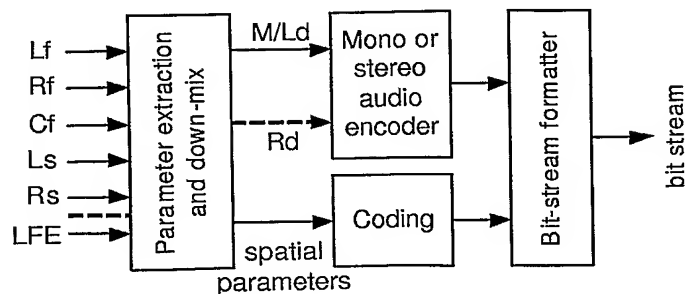 Lf
Rf
Cf
Ls
Rs
LFE
Parameter extraction
and down-mix
M/Ld
Rd
spatial
parameters
Mono or
stereo
audio
encoder
Coding
Bit-stream formatter
bit stream